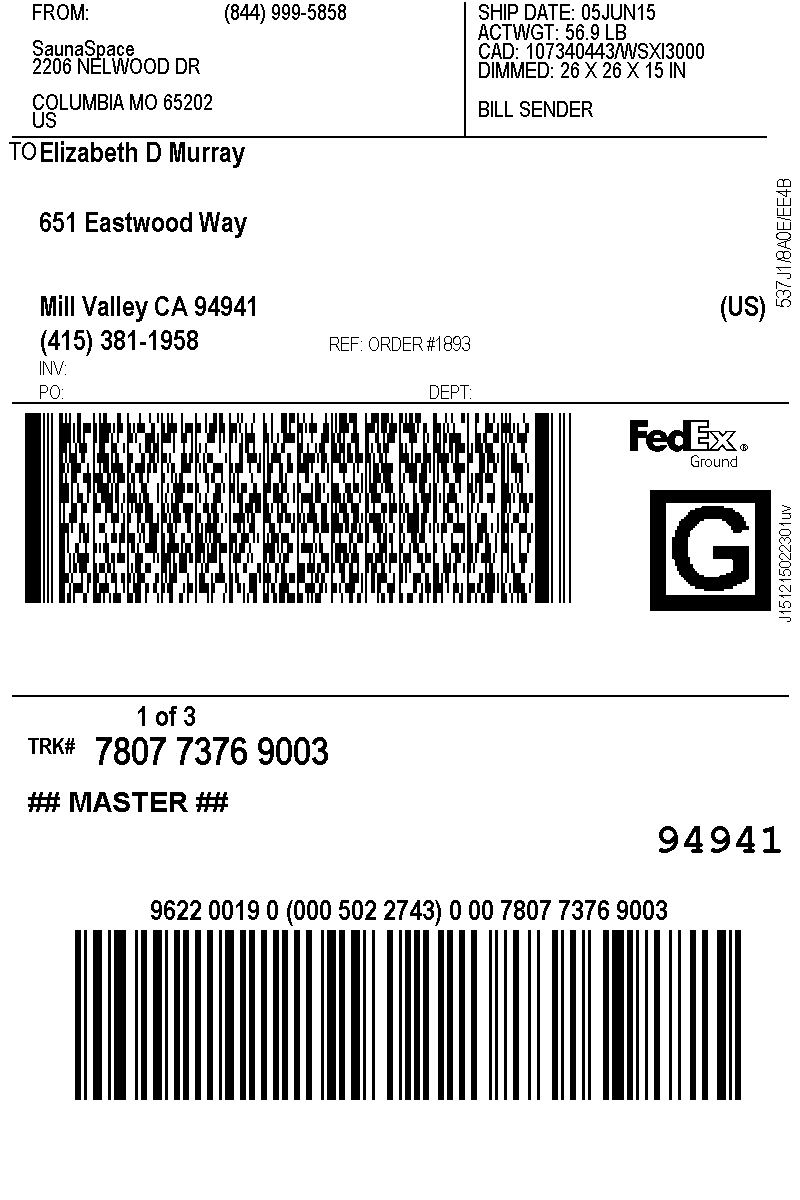 FROM: (844) 999-5858
SaunaSpace
2206 NELWOOD DR
COLUMBIA MO 65202
US
SHIP DATE: 05JUN15
ACTWGT: 56.9 LB
CAD: 107340443/WSXI3000
DIMMED: 26 X 26 X 15 IN
BILL SENDER
TO Elizabeth D Murray
651 Eastwood Way
Mill Valley CA 94941 (US)
(415) 381-1958 REF: ORDER #1893
INV:
PO: DEPT:
537J1/8A0E/EE4B
FedEx®
Ground
G
J151215022301uv
1 of 3
TRK# 7807 7376 9003
## MASTER ##
94941
9622 0019 0 (000 502 2743) 0 00 7807 7376 9003